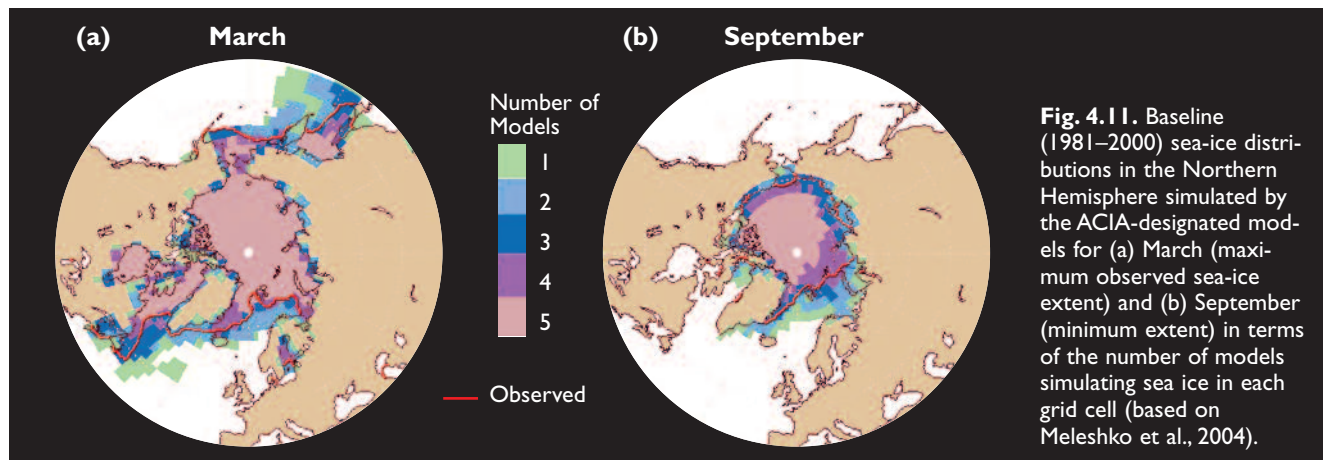 (a) March
(b) September
Number of
Models
1
2
3
4
5
Observed
Fig. 4.11. Baseline
(1981–2000) sea-ice distri-
butions in the Northern
Hemisphere simulated by
the ACIA-designated mod-
els for (a) March (maxi-
mum observed sea-ice
extent) and (b) September
(minimum extent) in terms
of the number of models
simulating sea ice in each
grid cell (based on
Meleshko et al., 2004).